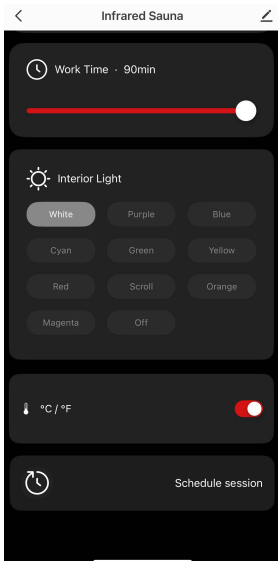 Infrared Sauna
Work Time · 90min
Interior Light
White Purple Blue
Cyan Green Yellow
Red Scroll Orange
Magenta Off
°C / °F
Schedule session